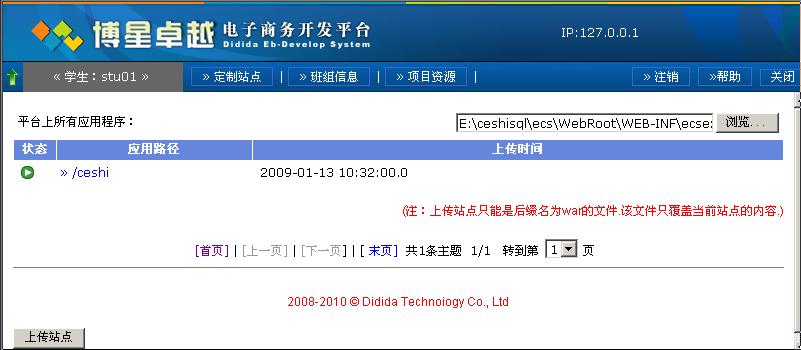 博星卓越 电子商务开发平台
Didida Eb-Develop System
IP:127.0.0.1
« 学生：stu01 » » 定制站点 | » 班组信息 | » 项目资源 | » 注销 » 帮助 关闭
平台上所有应用程序： E:\ceshisql\ecs\WebRoot\WEB-INF\ecse: 浏览...
状态 应用路径 上传时间
» /ceshi 2009-01-13 10:32:00.0
(注：上传站点只能是后缀名为war的文件.该文件只覆盖当前站点的内容.)
[首页] | [上一页] | [下一页] | [ 末页] 共1条主题 1/1 转到第 1 页
2008-2010 © Didida Technoiogy Co., Ltd
上传站点